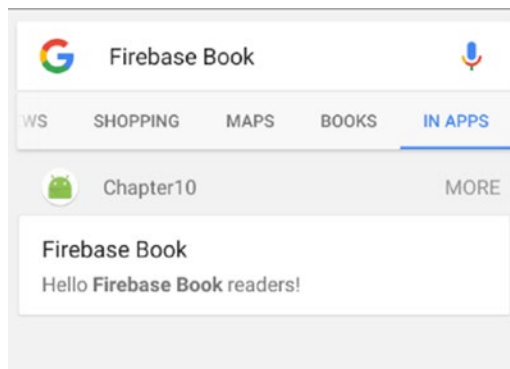 Firebase Book
WS SHOPPING MAPS BOOKS IN APPS
Chapter10 MORE
Firebase Book
Hello Firebase Book readers!